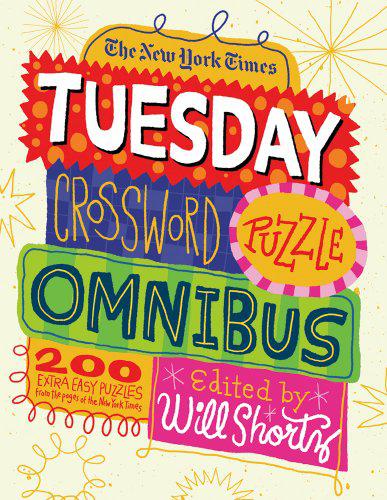 The New York Times
TUESDAY
CROSSWORD
PUZZLE
OMNIBUS
200
EXTRA EASY PUZZLES
from the pages of the New York Times
Edited by
Will Shortz